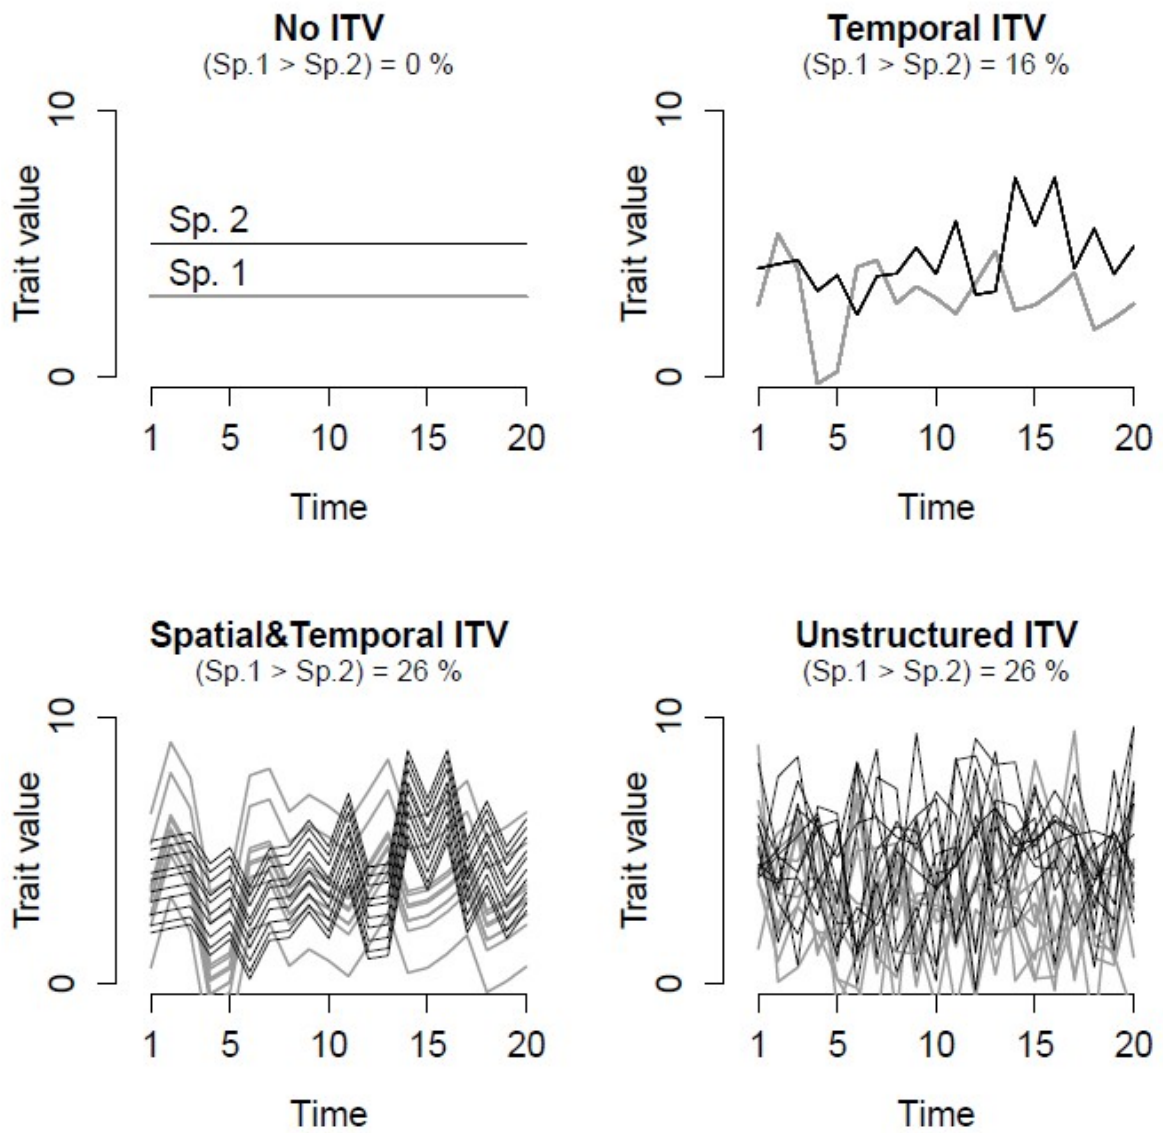 No ITV
(Sp.1 > Sp.2) = 0 %
10
Trait value
Sp. 2
Sp. 1
0
1 5 10 15 20
Time
Temporal ITV
(Sp.1 > Sp.2) = 16 %
10
Trait value
0
1 5 10 15 20
Time
Spatial&Temporal ITV
(Sp.1 > Sp.2) = 26 %
10
Trait value
0
1 5 10 15 20
Time
Unstructured ITV
(Sp.1 > Sp.2) = 26 %
10
Trait value
0
1 5 10 15 20
Time